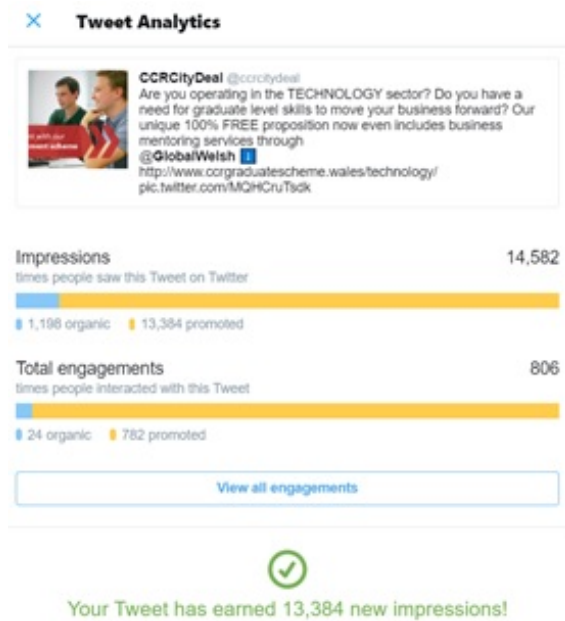 Tweet Analytics
CCRCityDeal @ccrcitydeal
Are you operating in the TECHNOLOGY sector? Do you have a
need for graduate level skills to move your business forward? Our
unique 100% FREE proposition now even includes business
mentoring services through
@GlobalWelsh
http://www.ccrgraduatescheme.wales/technology/
pic.twitter.com/MQHCruTsdk
with our
scheme
Impressions 14,582
times people saw this Tweet on Twitter
1,198 organic 13,384 promoted
Total engagements 806
times people interacted with this Tweet
24 organic 782 promoted
View all engagements
Your Tweet has earned 13,384 new impressions!